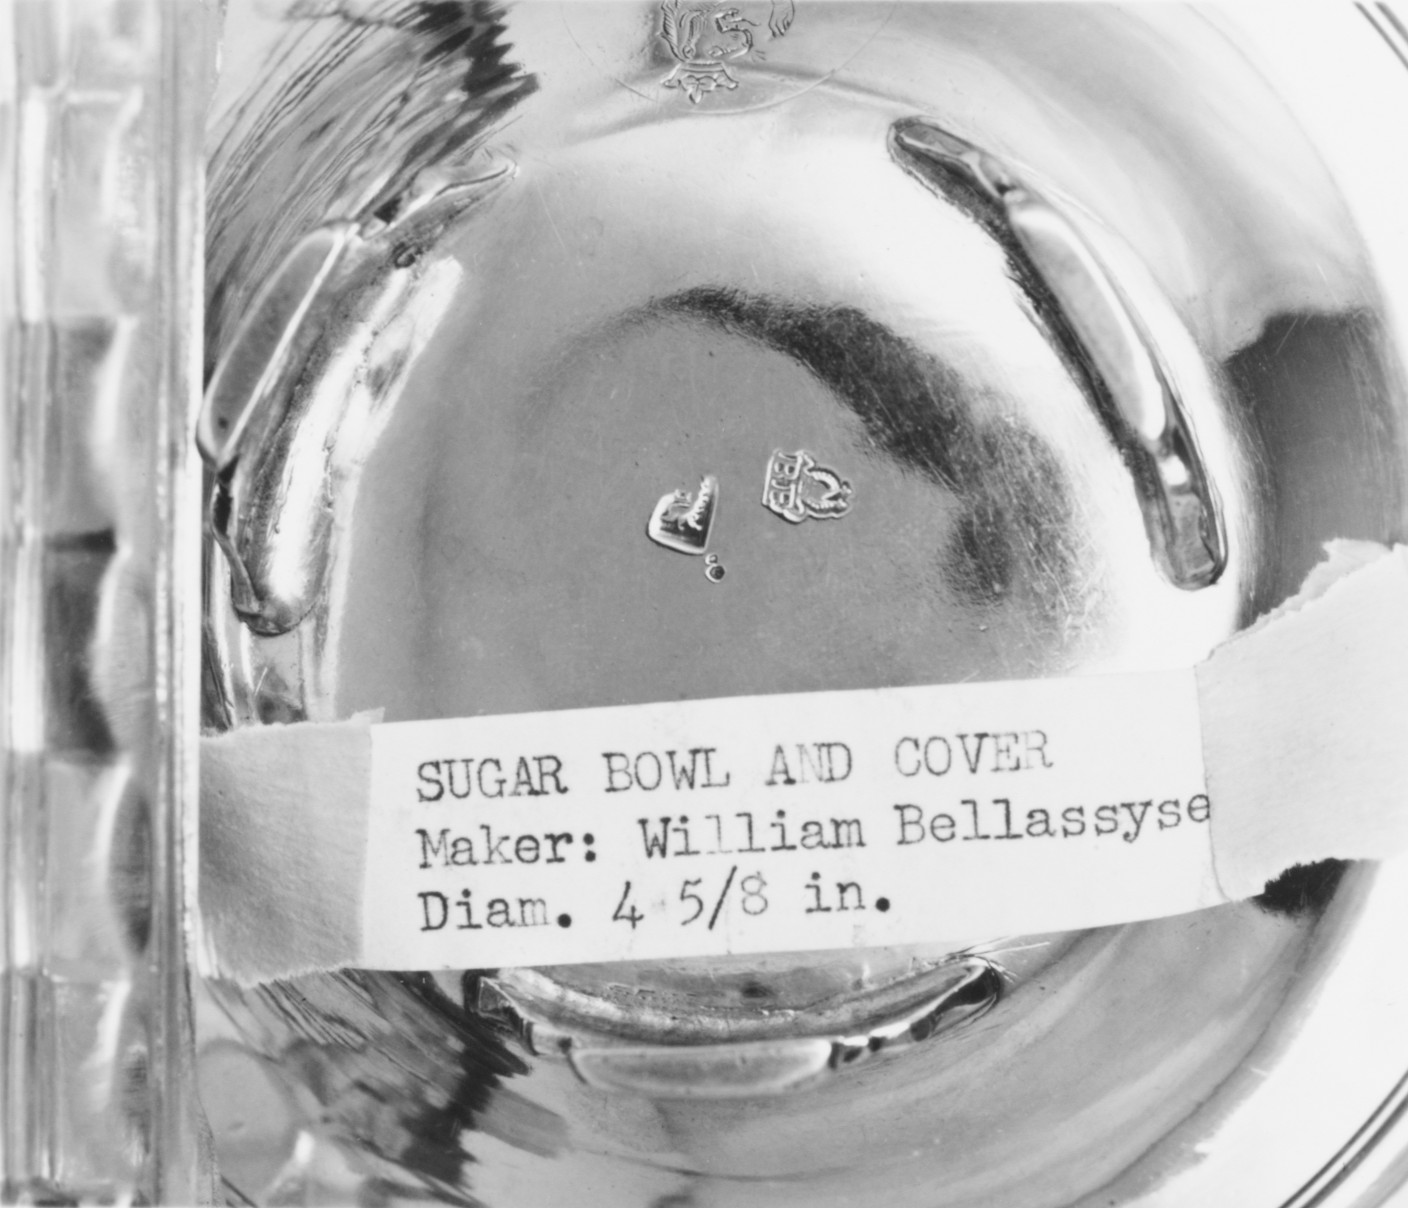 SUGAR BOWL AND COVER
Maker: William Bellassyse
Diam. 4 5/8 in.